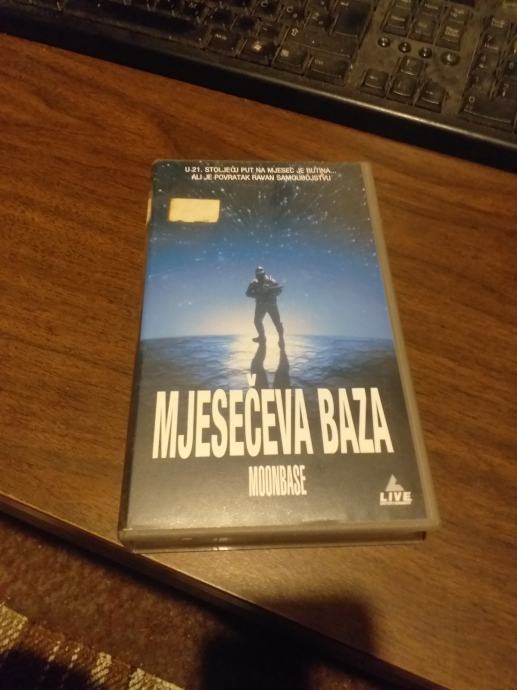 U 21. STOLJEĆU PUT NA MJESEC JE RUTINA...
ALI JE POVRATAK RAVAN SAMOUBOJSTVU
MJESEČEVA BAZA
MOONBASE
LIVE